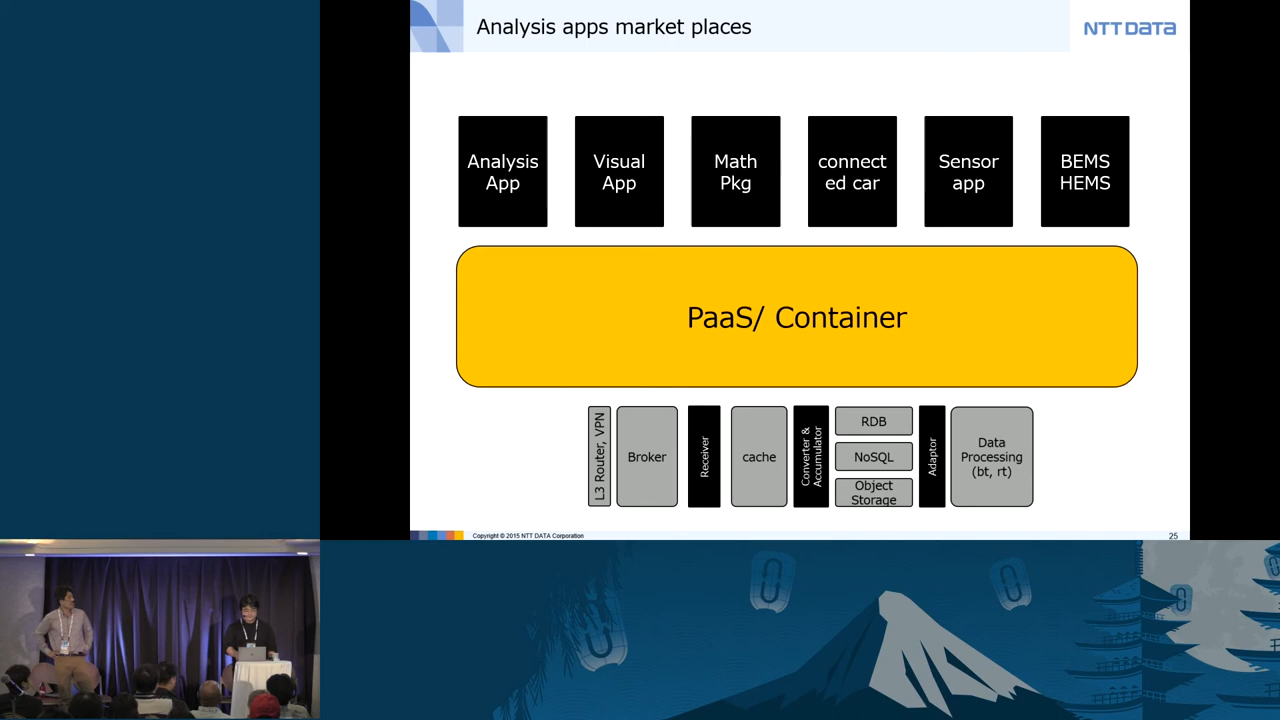 Analysis apps market places
NTT DATA
Analysis
App
Visual
App
Math
Pkg
connect
ed car
Sensor
app
BEMS
HEMS
PaaS/ Container
L3 Router, VPN
Broker
Receiver
cache
Converter &
Accumulator
RDB
NoSQL
Object
Storage
Adaptor
Data
Processing
(bt, rt)
Copyright © 2015 NTT DATA Corporation
25